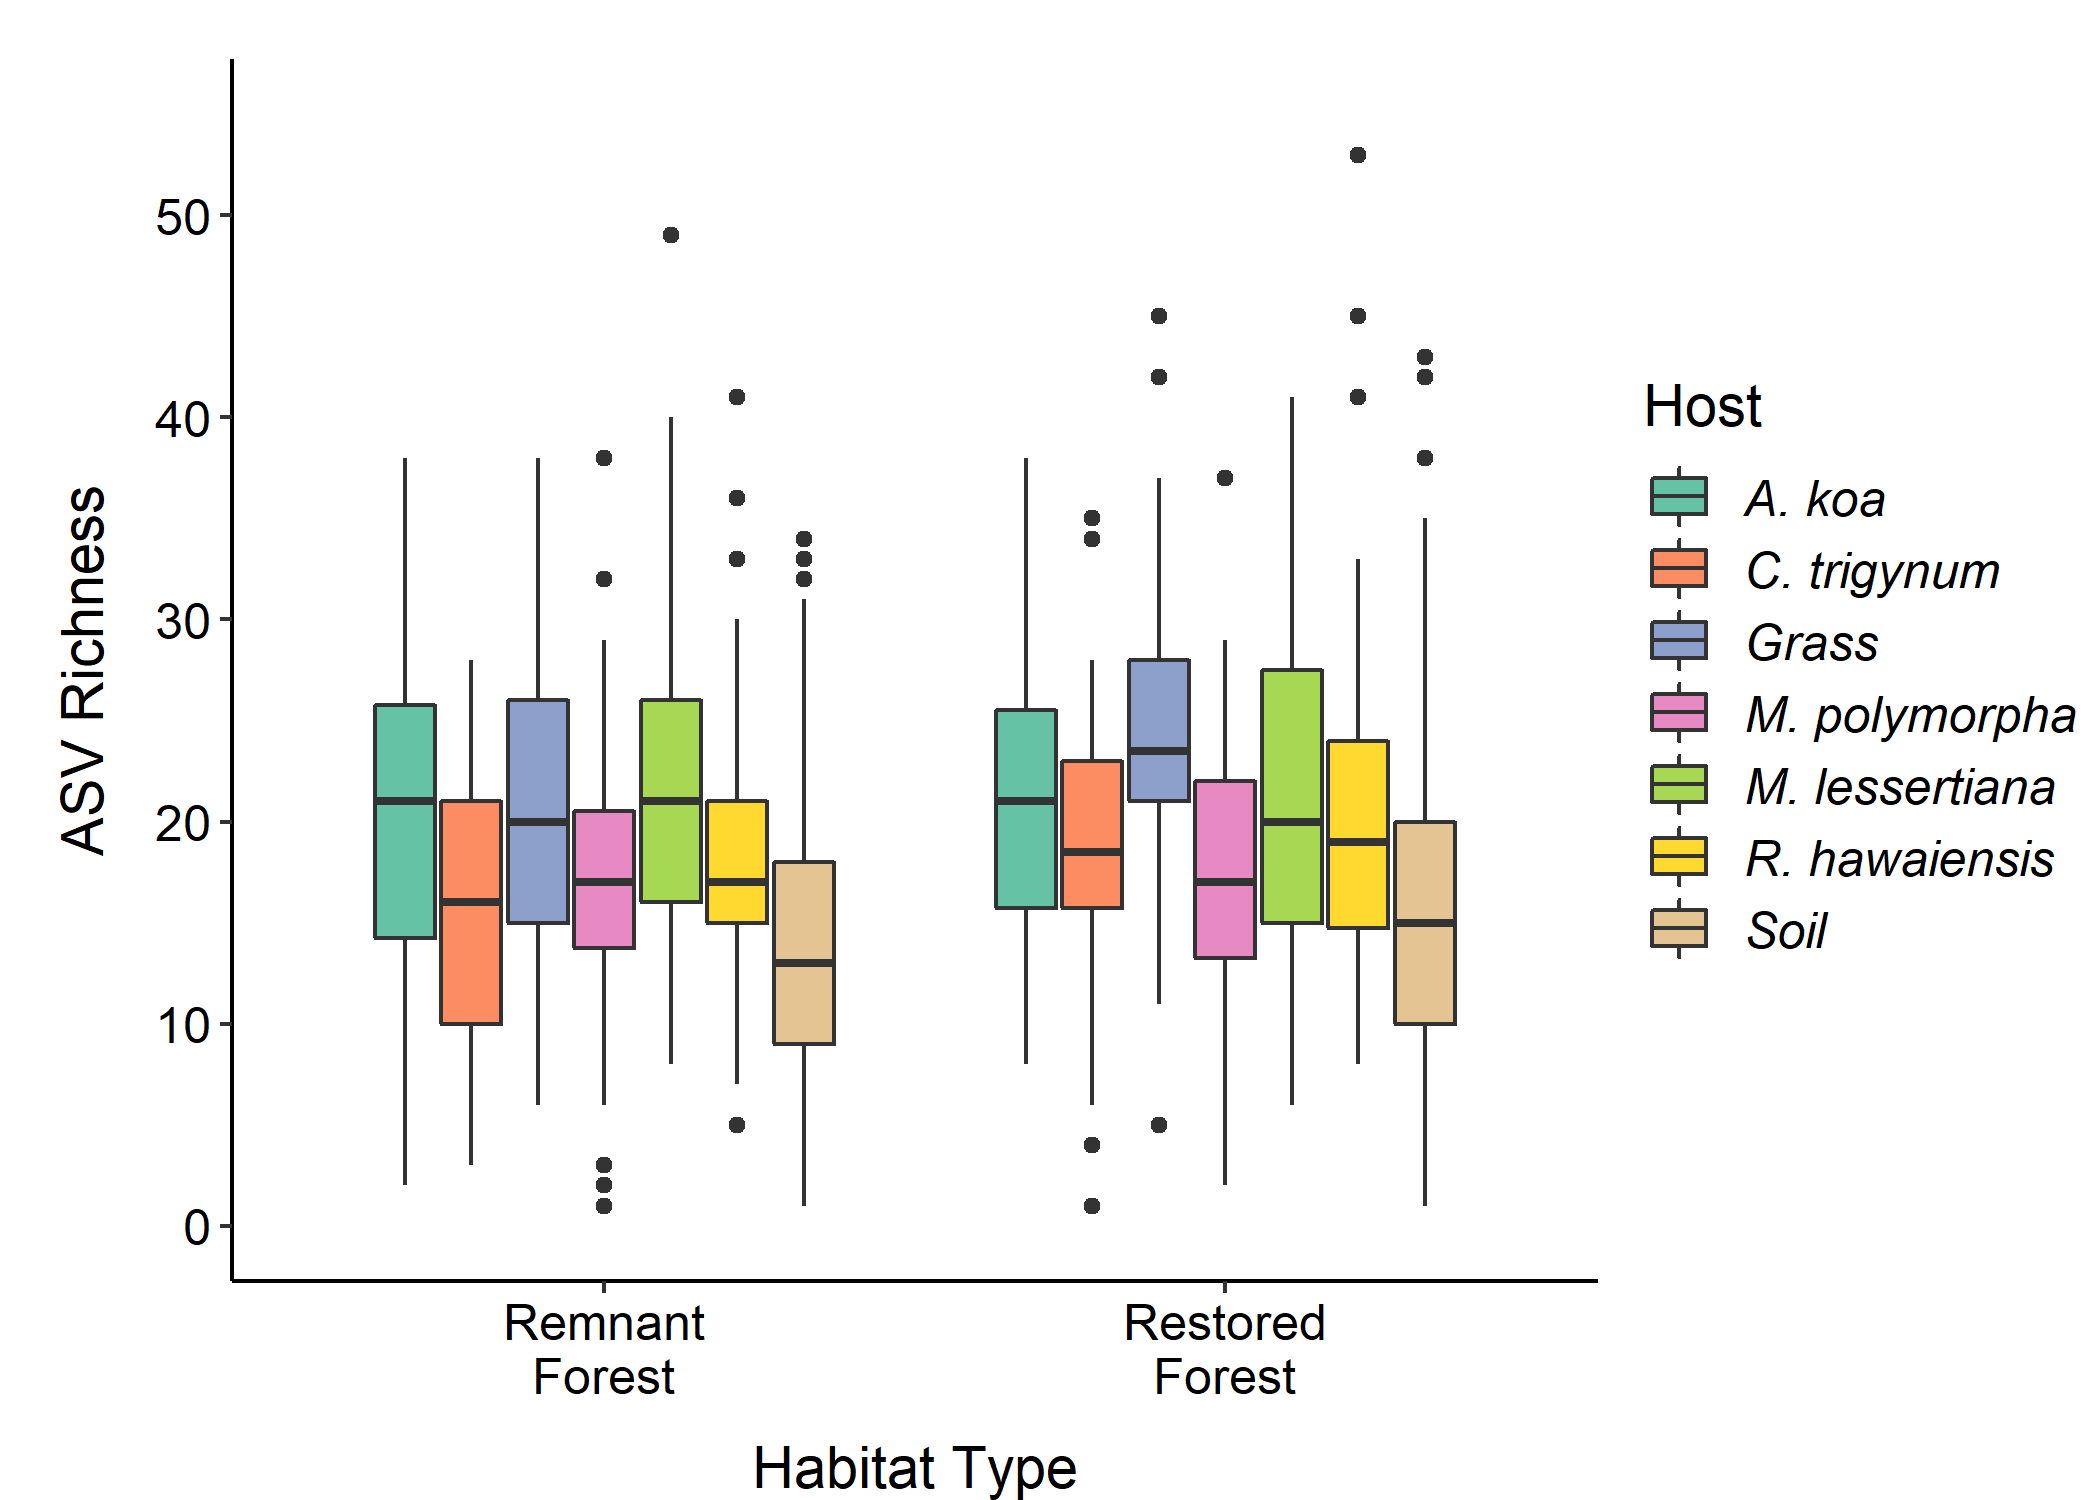 ASV Richness
50
40
30
20
10
0
Remnant
Forest
Restored
Forest
Habitat Type
Host
A. koa
C. trigynum
Grass
M. polymorpha
M. lessertiana
R. hawaiensis
Soil